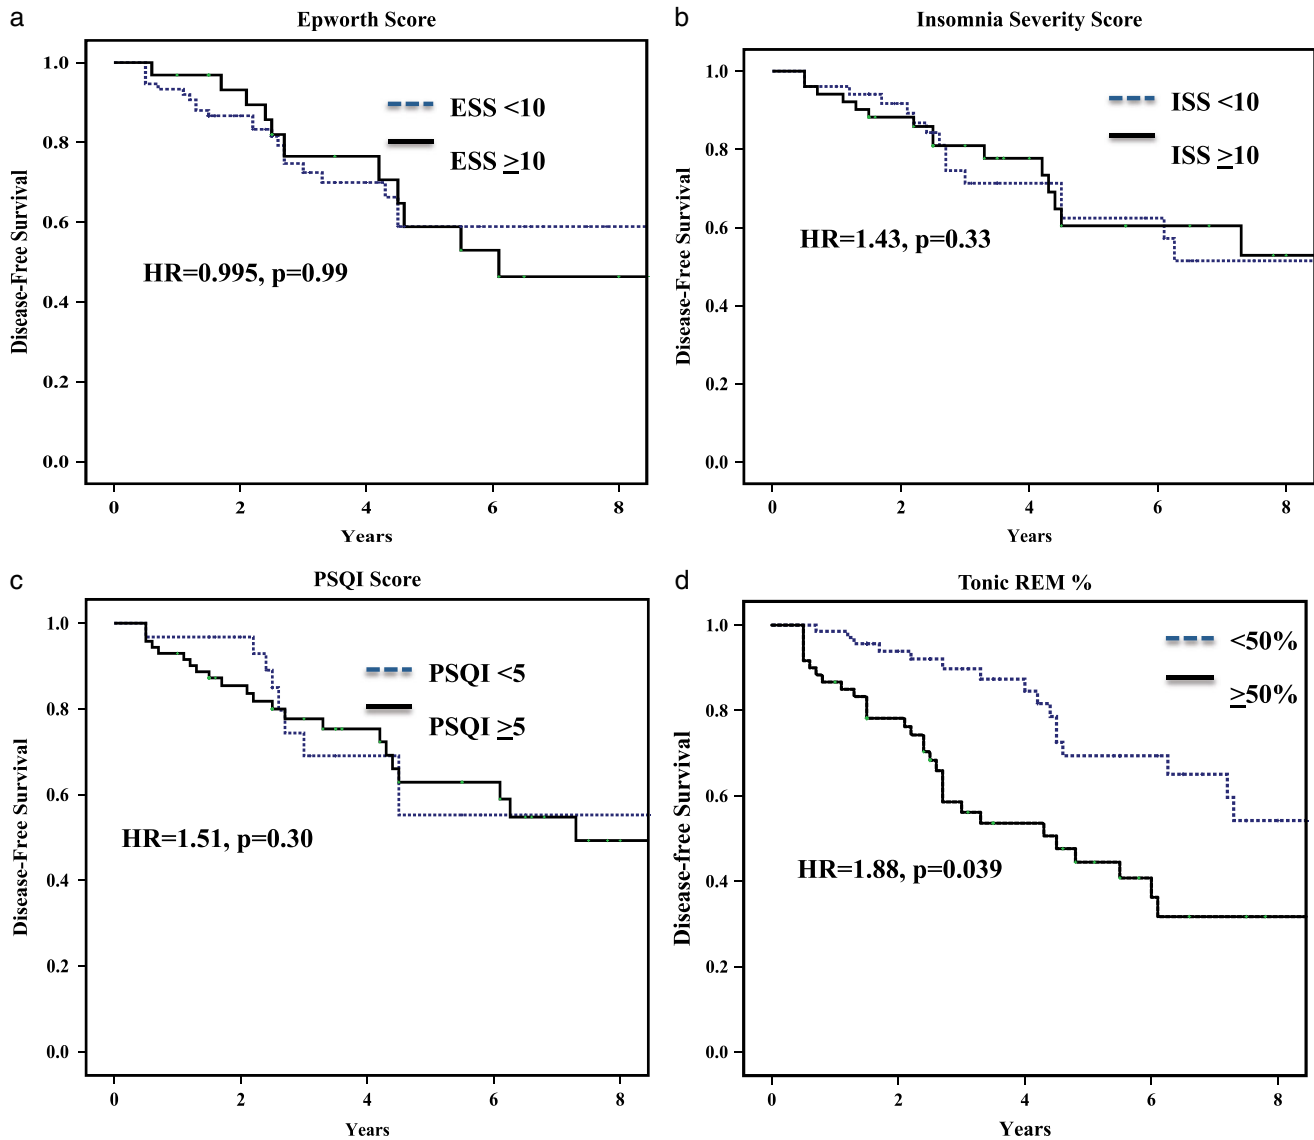 a
Epworth Score
1.0
0.8
0.6
0.4
0.2
0.0
Disease-Free Survival
ESS <10
ESS ≥10
HR=0.995, p=0.99
0 2 4 6 8
Years
b
Insomnia Severity Score
1.0
0.8
0.6
0.4
0.2
0.0
Disease-Free Survival
ISS <10
ISS ≥10
HR=1.43, p=0.33
0 2 4 6 8
Years
c
PSQI Score
1.0
0.8
0.6
0.4
0.2
0.0
Disease-Free Survival
PSQI <5
PSQI ≥5
HR=1.51, p=0.30
0 2 4 6 8
Years
d
Tonic REM %
1.0
0.8
0.6
0.4
0.2
0.0
Disease-free Survival
<50%
≥50%
HR=1.88, p=0.039
0 2 4 6 8
Years